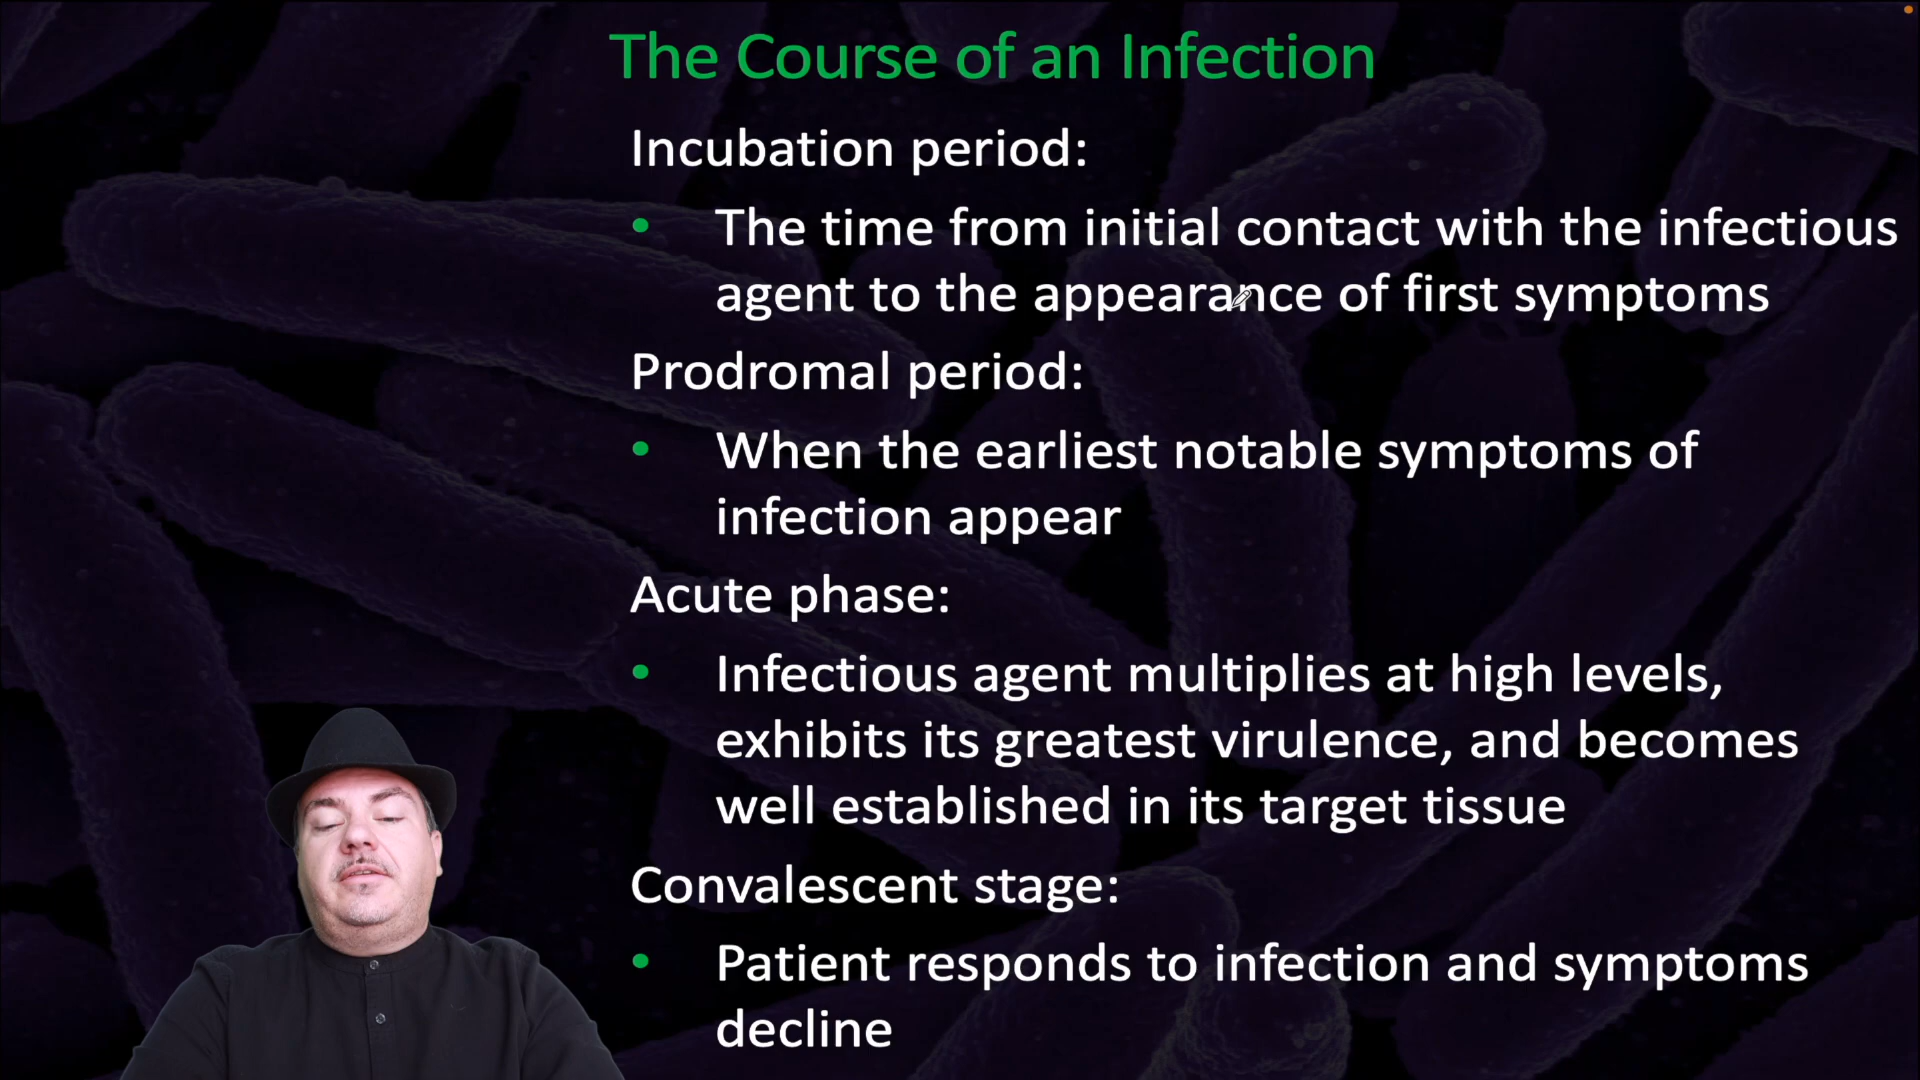 The Course of an Infection
Incubation period:
• The time from initial contact with the infectious
agent to the appearance of first symptoms
Prodromal period:
• When the earliest notable symptoms of
infection appear
Acute phase:
• Infectious agent multiplies at high levels,
exhibits its greatest virulence, and becomes
well established in its target tissue
Convalescent stage:
• Patient responds to infection and symptoms
decline